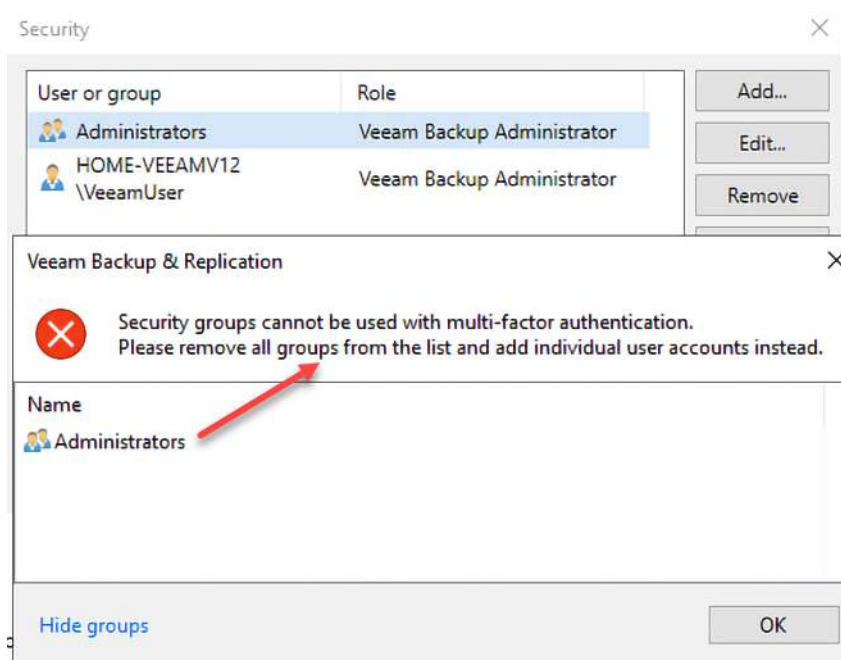 Security
User or group Role
Administrators Veeam Backup Administrator
HOME-VEEAMV12
\VeeamUser Veeam Backup Administrator
Add...
Edit...
Remove
Veeam Backup & Replication
Security groups cannot be used with multi-factor authentication.
Please remove all groups from the list and add individual user accounts instead.
Name
Administrators
Hide groups
OK